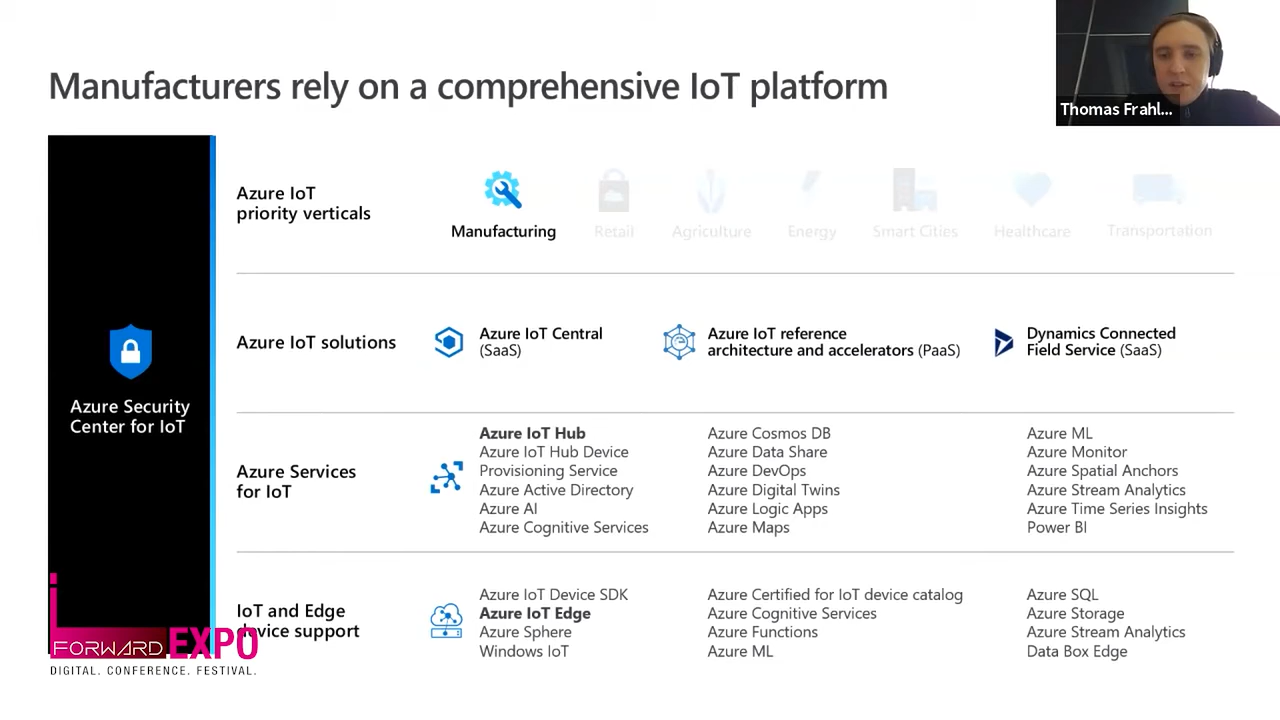 Manufacturers rely on a comprehensive IoT platform
Thomas Frahl...
Azure Security
Center for IoT
Azure IoT
priority verticals
Manufacturing
Retail
Agriculture
Energy
Smart Cities
Healthcare
Transportation
Azure IoT solutions
Azure IoT Central
(SaaS)
Azure IoT reference
architecture and accelerators (PaaS)
Dynamics Connected
Field Service (SaaS)
Azure Services
for IoT
Azure IoT Hub
Azure IoT Hub Device
Provisioning Service
Azure Active Directory
Azure AI
Azure Cognitive Services
Azure Cosmos DB
Azure Data Share
Azure DevOps
Azure Digital Twins
Azure Logic Apps
Azure Maps
Azure ML
Azure Monitor
Azure Spatial Anchors
Azure Stream Analytics
Azure Time Series Insights
Power BI
IoT and Edge
device support
Azure IoT Device SDK
Azure IoT Edge
Azure Sphere
Windows IoT
Azure Certified for IoT device catalog
Azure Cognitive Services
Azure Functions
Azure ML
Azure SQL
Azure Storage
Azure Stream Analytics
Data Box Edge
FORWARD EXPO
DIGITAL. CONFERENCE. FESTIVAL.